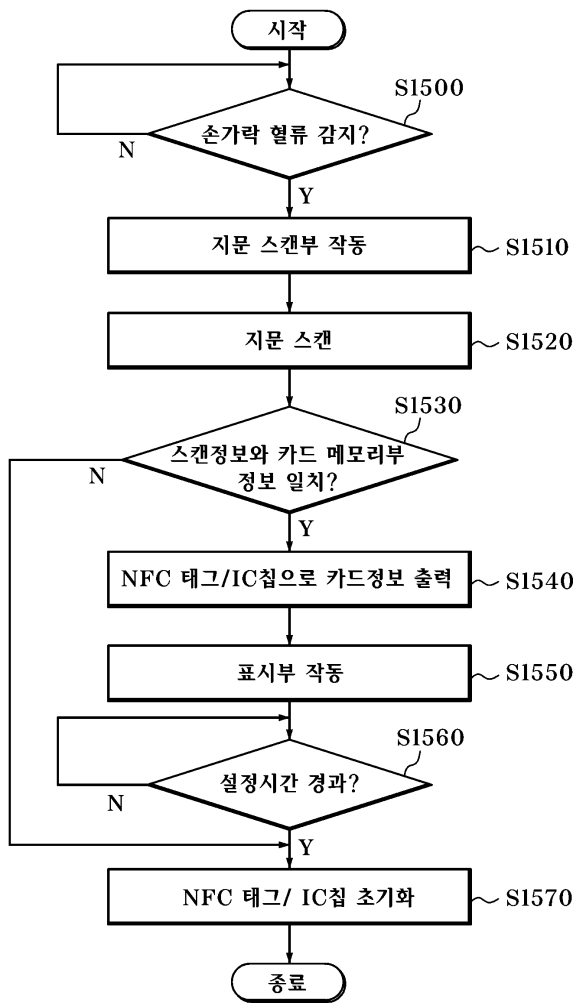 시작
S1500
손가락 혈류 감지?
N
Y
지문 스캔부 작동
S1510
지문 스캔
S1520
S1530
스캔정보와 카드 메모리부
정보 일치?
N
Y
NFC 태그/IC칩으로 카드정보 출력
S1540
표시부 작동
S1550
S1560
설정시간 경과?
N
Y
NFC 태그/ IC칩 초기화
S1570
종료